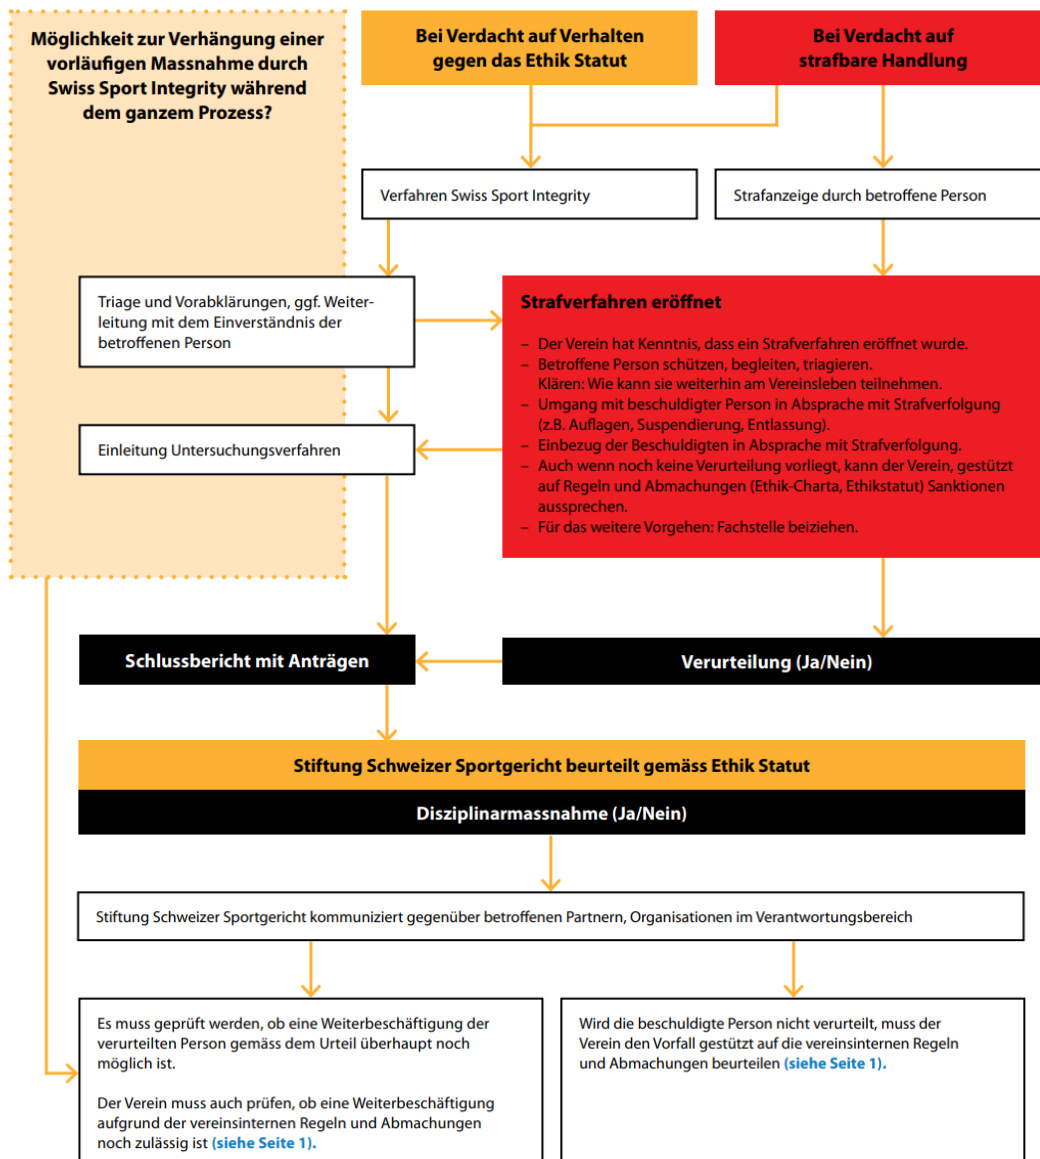 Möglichkeit zur Verhängung einer
vorläufigen Massnahme durch
Swiss Sport Integrity während
dem ganzem Prozess?
Bei Verdacht auf Verhalten
gegen das Ethik Statut
Bei Verdacht auf
strafbare Handlung
Verfahren Swiss Sport Integrity
Strafanzeige durch betroffene Person
Triage und Vorabklärungen, ggf. Weiter-
leitung mit dem Einverständnis der
betroffenen Person
Strafverfahren eröffnet
– Der Verein hat Kenntnis, dass ein Strafverfahren eröffnet wurde.
– Betroffene Person schützen, begleiten, triagieren.
Klären: Wie kann sie weiterhin am Vereinsleben teilnehmen.
– Umgang mit beschuldigter Person in Absprache mit Strafverfolgung
(z.B. Auflagen, Suspendierung, Entlassung).
– Einbezug der Beschuldigten in Absprache mit Strafverfolgung.
– Auch wenn noch keine Verurteilung vorliegt, kann der Verein, gestützt
auf Regeln und Abmachungen (Ethik-Charta, Ethikstatut) Sanktionen
aussprechen.
– Für das weitere Vorgehen: Fachstelle beiziehen.
Einleitung Untersuchungsverfahren
Schlussbericht mit Anträgen
Verurteilung (Ja/Nein)
Stiftung Schweizer Sportgericht beurteilt gemäss Ethik Statut
Disziplinarmassnahme (Ja/Nein)
Stiftung Schweizer Sportgericht kommuniziert gegenüber betroffenen Partnern, Organisationen im Verantwortungsbereich
Es muss geprüft werden, ob eine Weiterbeschäftigung der
verurteilten Person gemäss dem Urteil überhaupt noch
möglich ist.
Der Verein muss auch prüfen, ob eine Weiterbeschäftigung
aufgrund der vereinsinternen Regeln und Abmachungen
noch zulässig ist (siehe Seite 1).
Wird die beschuldigte Person nicht verurteilt, muss der
Verein den Vorfall gestützt auf die vereinsinternen Regeln
und Abmachungen beurteilen (siehe Seite 1).